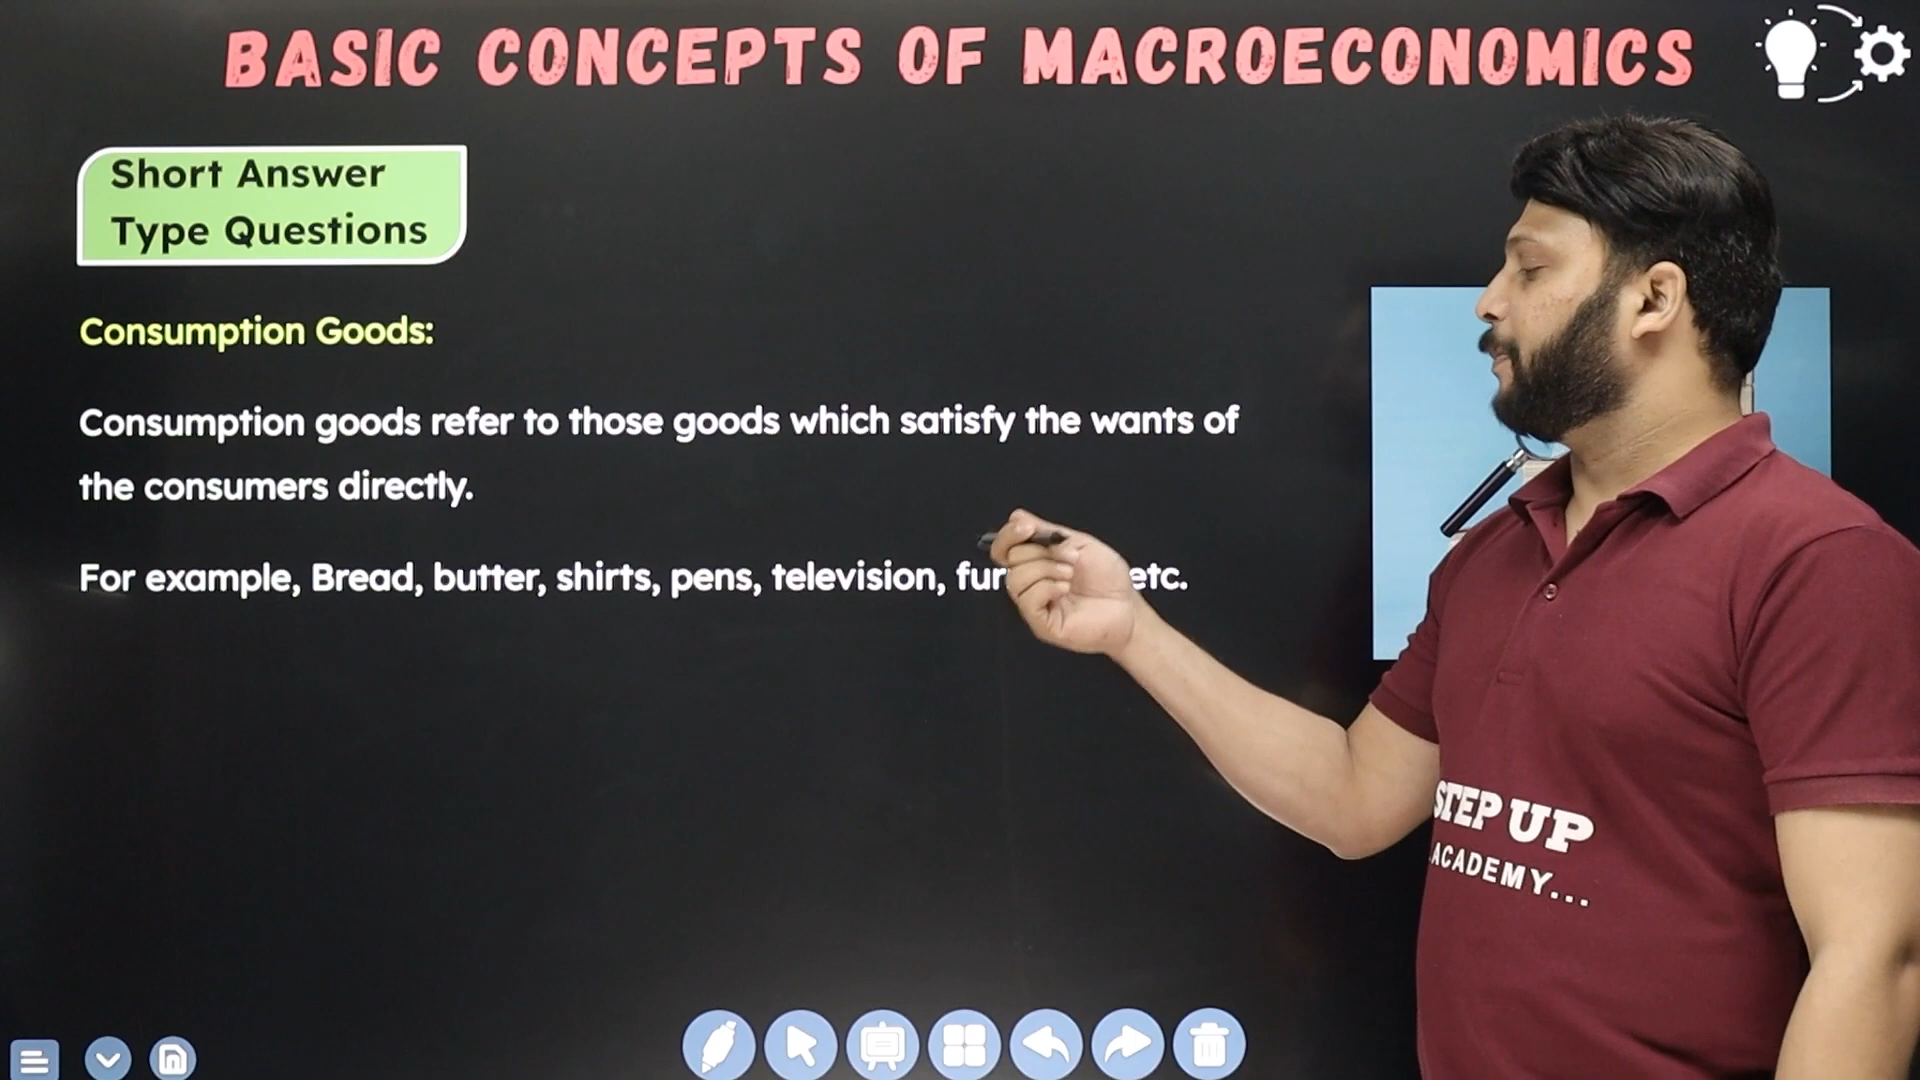 BASIC CONCEPTS OF MACROECONOMICS
Short Answer
Type Questions
Consumption Goods:
Consumption goods refer to those goods which satisfy the wants of
the consumers directly.
For example, Bread, butter, shirts, pens, television, etc.
STEP UP
ACADEMY...